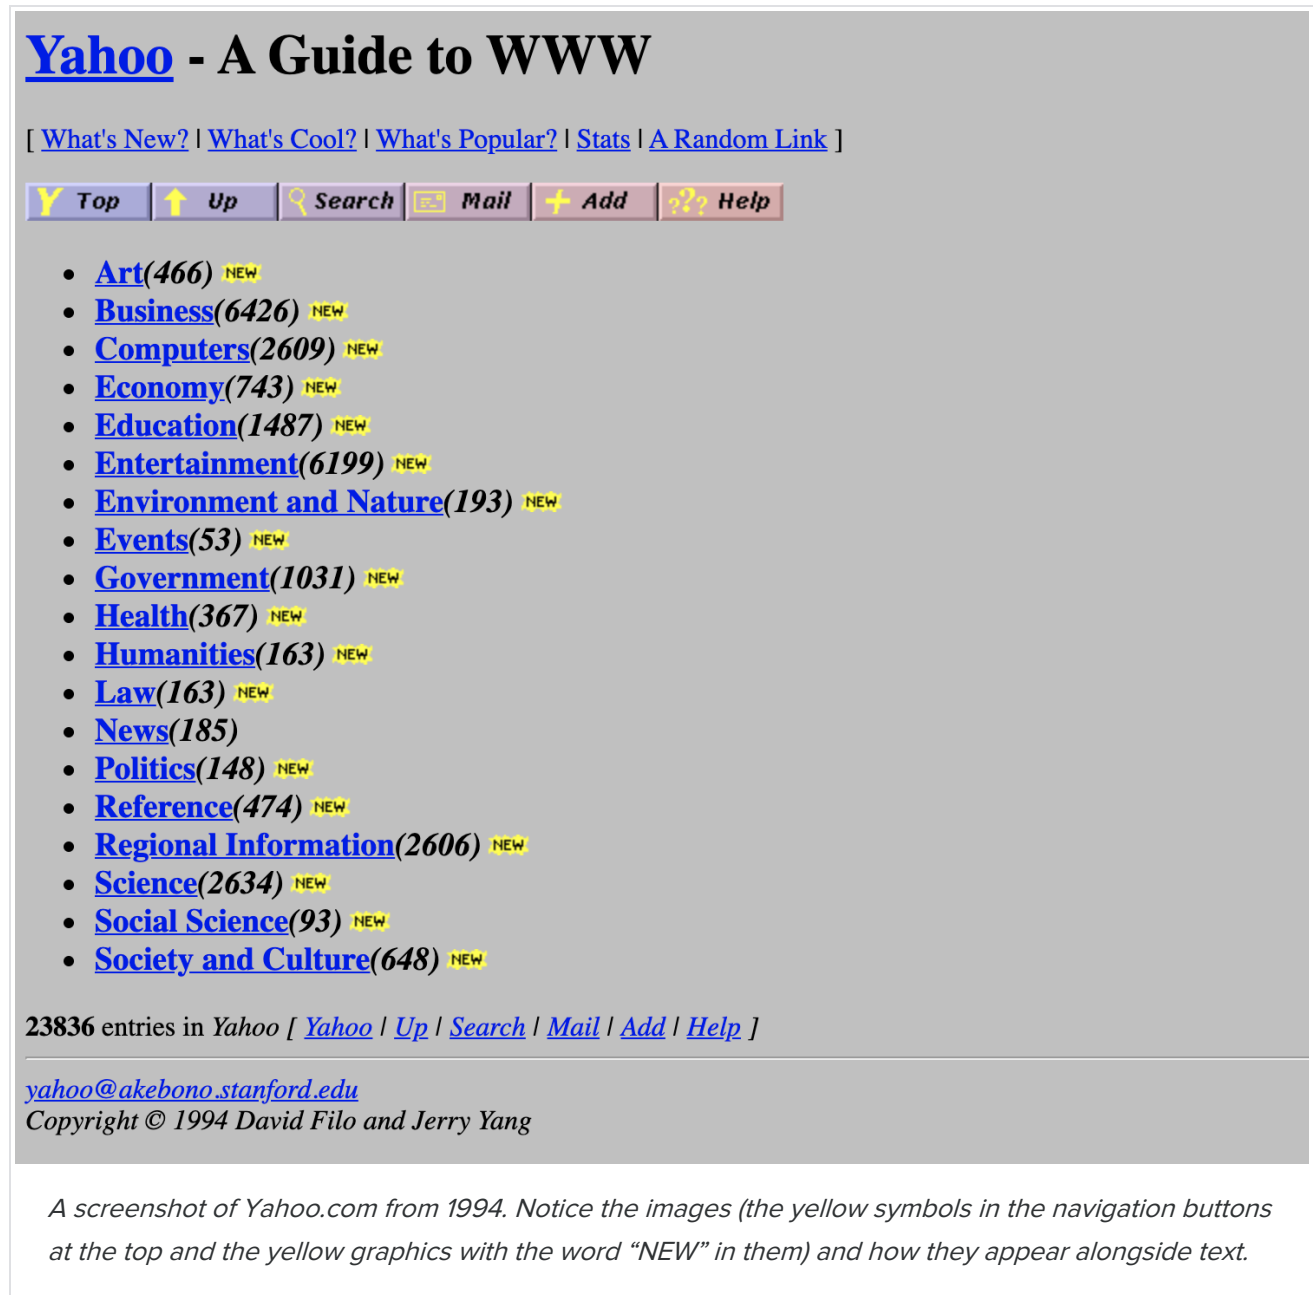 Yahoo - A Guide to WWW
[ What's New? | What's Cool? | What's Popular? | Stats | A Random Link ]
Y Top Up Search Mail + Add ??? Help
• Art(466) NEW
• Business(6426) NEW
• Computers(2609) NEW
• Economy(743) NEW
• Education(1487) NEW
• Entertainment(6199) NEW
• Environment and Nature(193) NEW
• Events(53) NEW
• Government(1031) NEW
• Health(367) NEW
• Humanities(163) NEW
• Law(163) NEW
• News(185)
• Politics(148) NEW
• Reference(474) NEW
• Regional Information(2606) NEW
• Science(2634) NEW
• Social Science(93) NEW
• Society and Culture(648) NEW
23836 entries in Yahoo [ Yahoo | Up | Search | Mail | Add | Help ]
yahoo@akebono.stanford.edu
Copyright © 1994 David Filo and Jerry Yang
A screenshot of Yahoo.com from 1994. Notice the images (the yellow symbols in the navigation buttons
at the top and the yellow graphics with the word “NEW” in them) and how they appear alongside text.